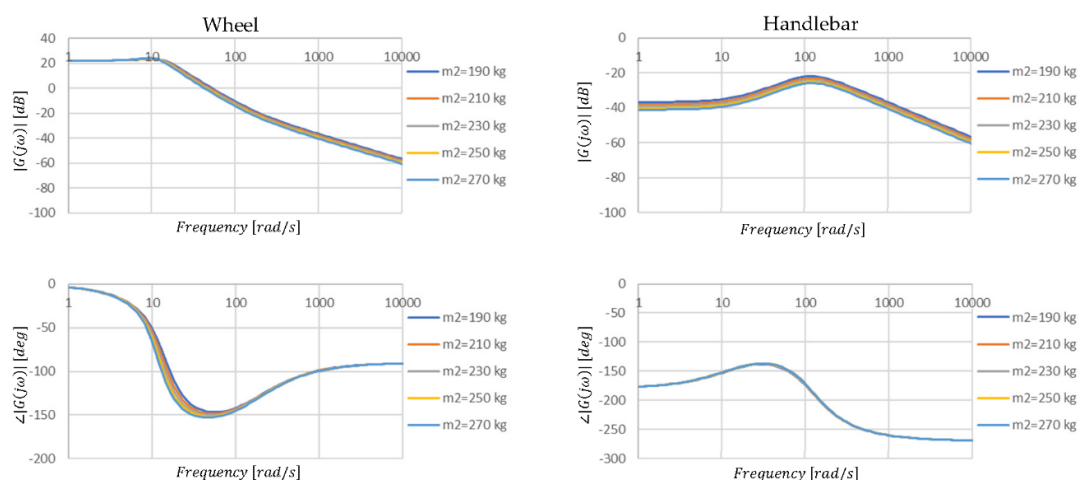 Wheel
40
20
0
-20
-40
-60
-80
-100
1 10 100 1000 10000
|G(jω)| [dB]
Frequency [rad/s]
m2=190 kg
m2=210 kg
m2=230 kg
m2=250 kg
m2=270 kg
Handlebar
0
-20
-40
-60
-80
-100
1 10 100 1000 10000
|G(jω)| [dB]
Frequency [rad/s]
m2=190 kg
m2=210 kg
m2=230 kg
m2=250 kg
m2=270 kg
0
-50
-100
-150
-200
1 10 100 1000 10000
∠|G(jω)| [deg]
Frequency [rad/s]
m2=190 kg
m2=210 kg
m2=230 kg
m2=250 kg
m2=270 kg
0
-50
-100
-150
-200
-250
-300
1 10 100 1000 10000
∠|G(jω)| [deg]
Frequency [rad/s]
m2=190 kg
m2=210 kg
m2=230 kg
m2=250 kg
m2=270 kg